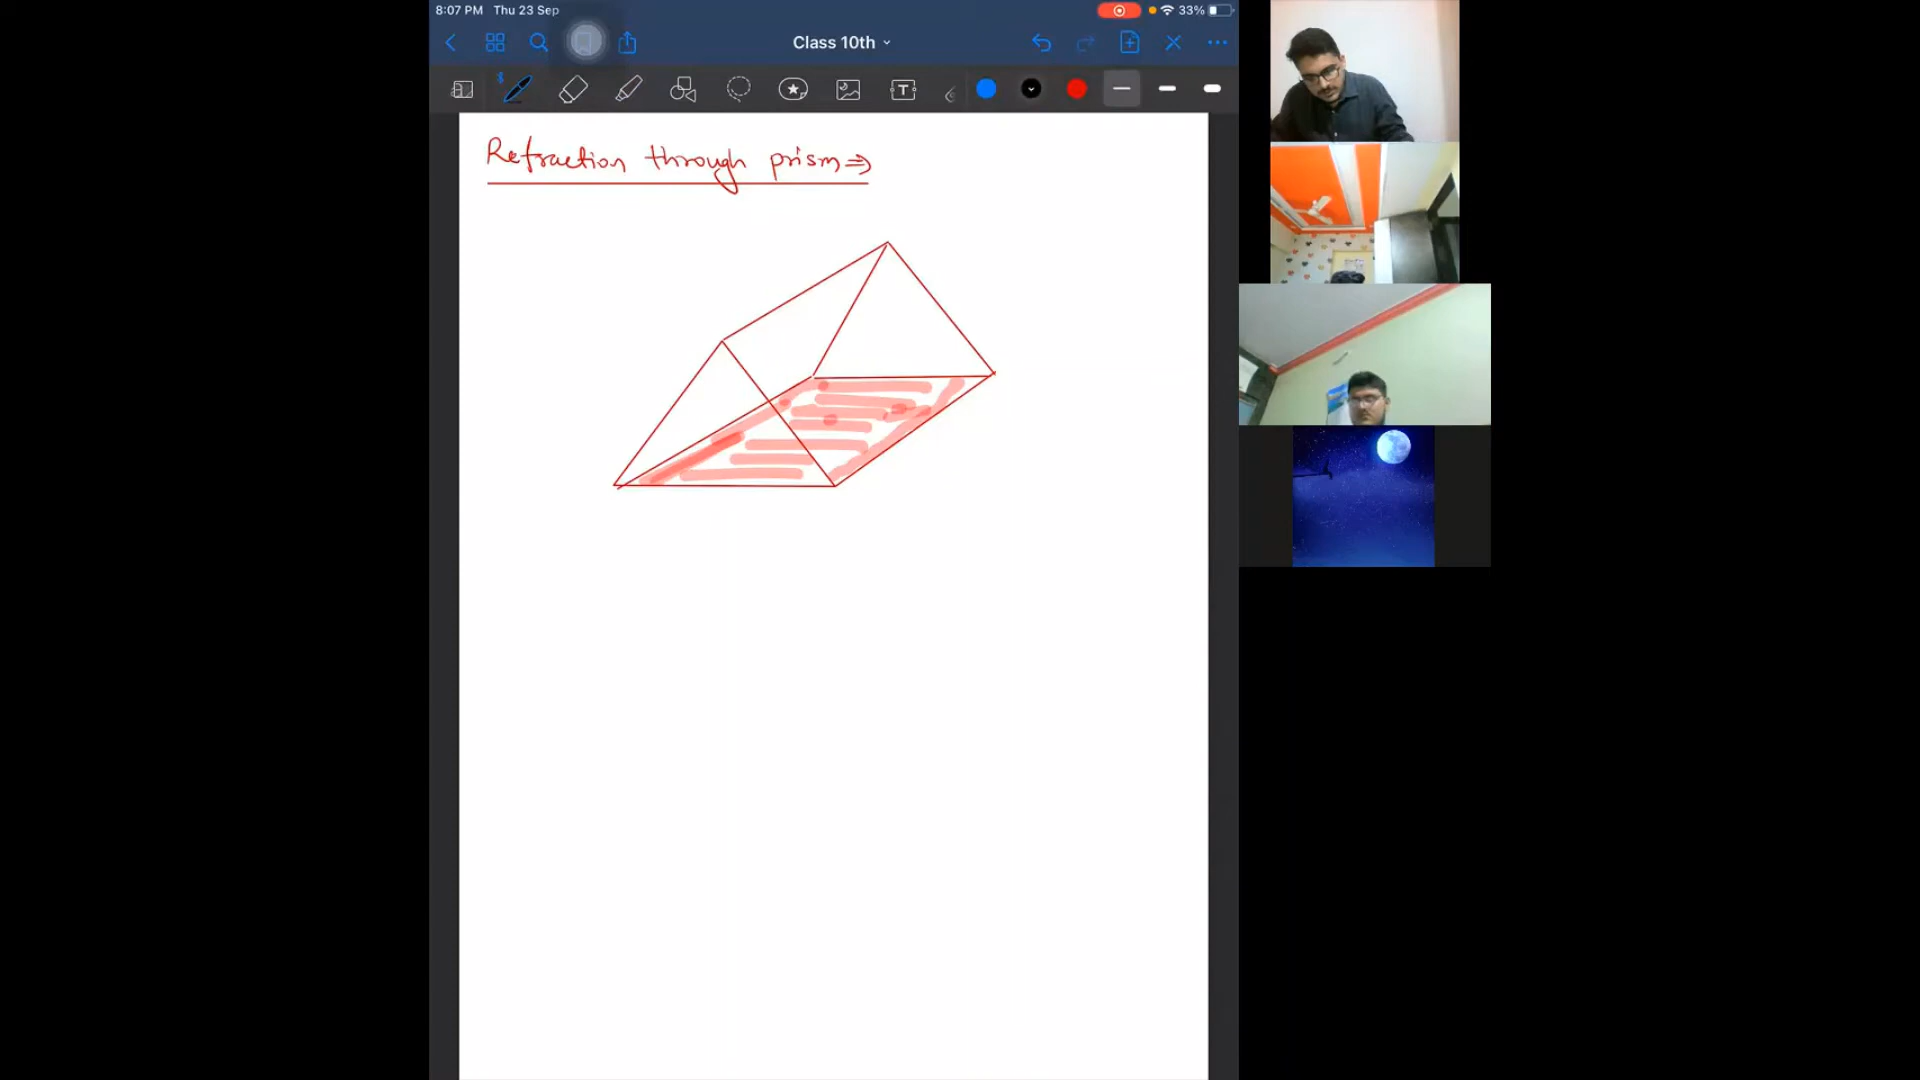 8:07 PM Thu 23 Sep
33%
Class 10th
T
Refraction through prism ⇒